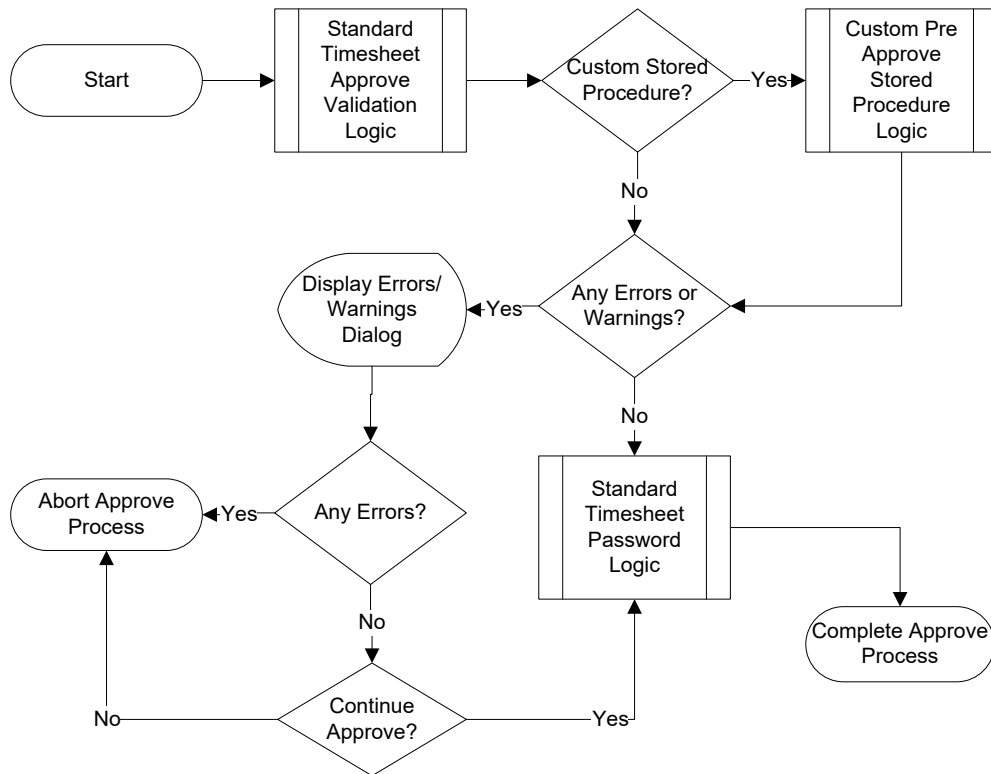 Start
Standard
Timesheet
Approve
Validation
Logic
Custom Stored
Procedure?
Yes
Custom Pre
Approve
Stored
Procedure
Logic
No
Display Errors/
Warnings
Dialog
Yes
Any Errors or
Warnings?
No
Abort Approve
Process
Yes
Any Errors?
Standard
Timesheet
Password
Logic
No
Complete Approve
Process
No
Continue
Approve?
Yes